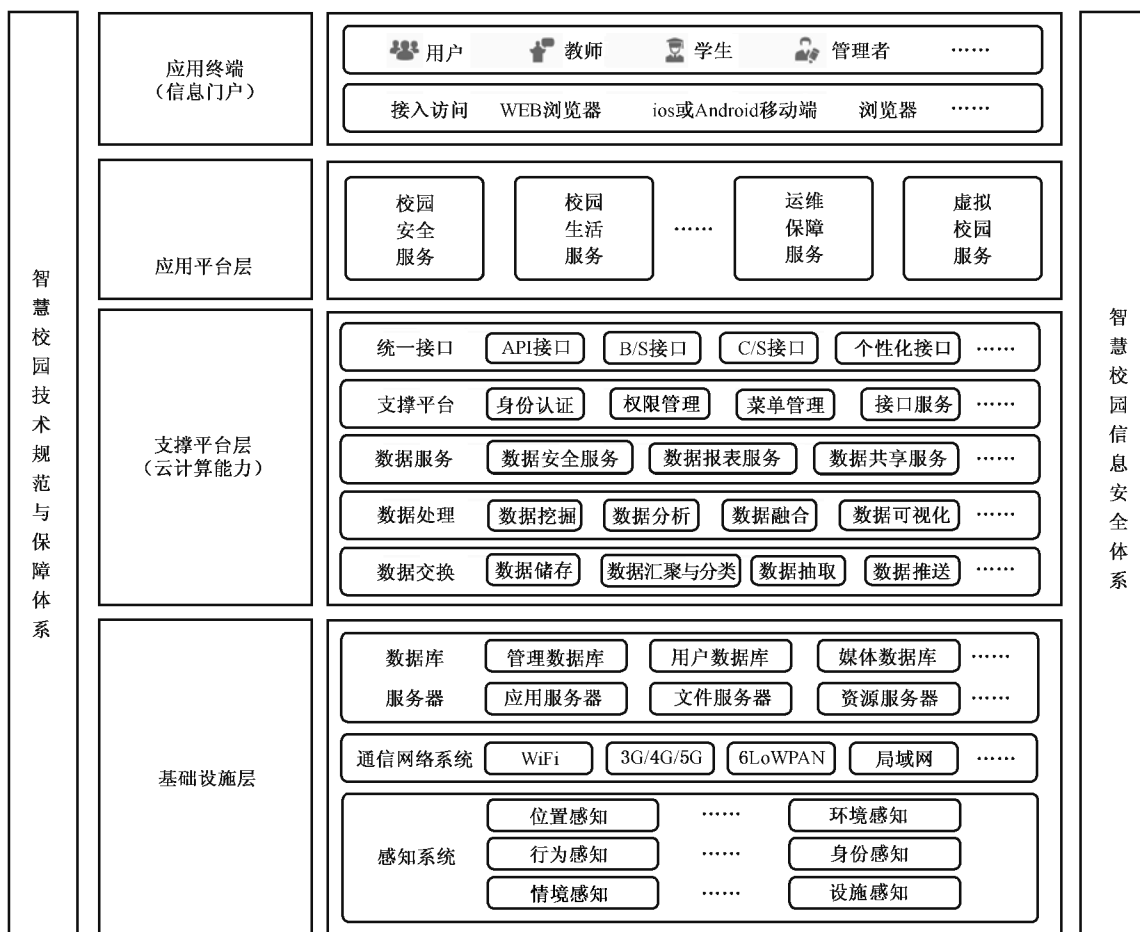 智慧校园技术规范与保障体系
应用终端
（信息门户）
用户 教师 学生 管理者 ……
接入访问 WEB浏览器 ios或Android移动端 浏览器 ……
应用平台层
校园
安全
服务
校园
生活
服务
……
运维
保障
服务
虚拟
校园
服务
支撑平台层
（云计算能力）
统一接口 API接口 B/S接口 C/S接口 个性化接口 ……
支撑平台 身份认证 权限管理 菜单管理 接口服务 ……
数据服务 数据安全服务 数据报表服务 数据共享服务 ……
数据处理 数据挖掘 数据分析 数据融合 数据可视化 ……
数据交换 数据储存 数据汇聚与分类 数据抽取 数据推送 ……
基础设施层
数据库 管理数据库 用户数据库 媒体数据库 ……
服务器 应用服务器 文件服务器 资源服务器 ……
通信网络系统 WiFi 3G/4G/5G 6LoWPAN 局域网 ……
感知系统
位置感知 …… 环境感知
行为感知 …… 身份感知
情境感知 …… 设施感知
智慧校园信息安全体系